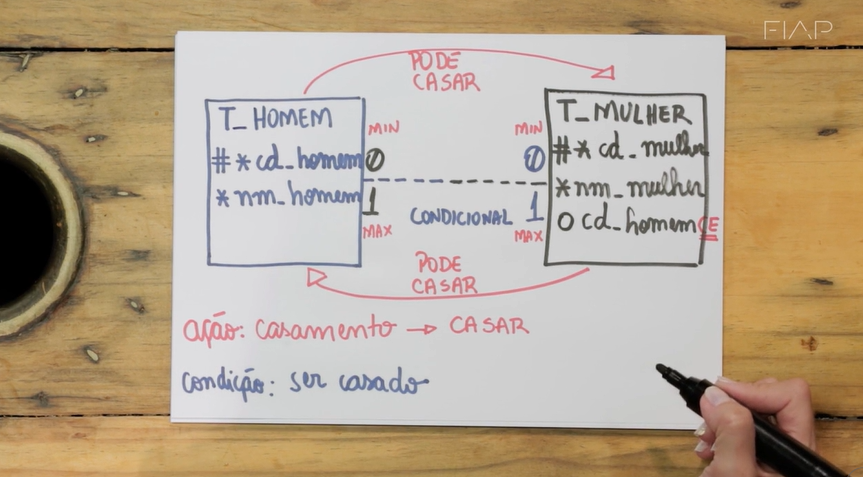 FIAP
PODE
CASAR
T_HOMEM
# * cd_homem
* nm_homem
MIN
0
1
MAX
CONDICIONAL
MIN
0
1
MAX
T_MULHER
# * cd_mulher
* nm_mulher
O cd_homem CE
PODE
CASAR
ação: casamento → CASAR
condição: ser casado